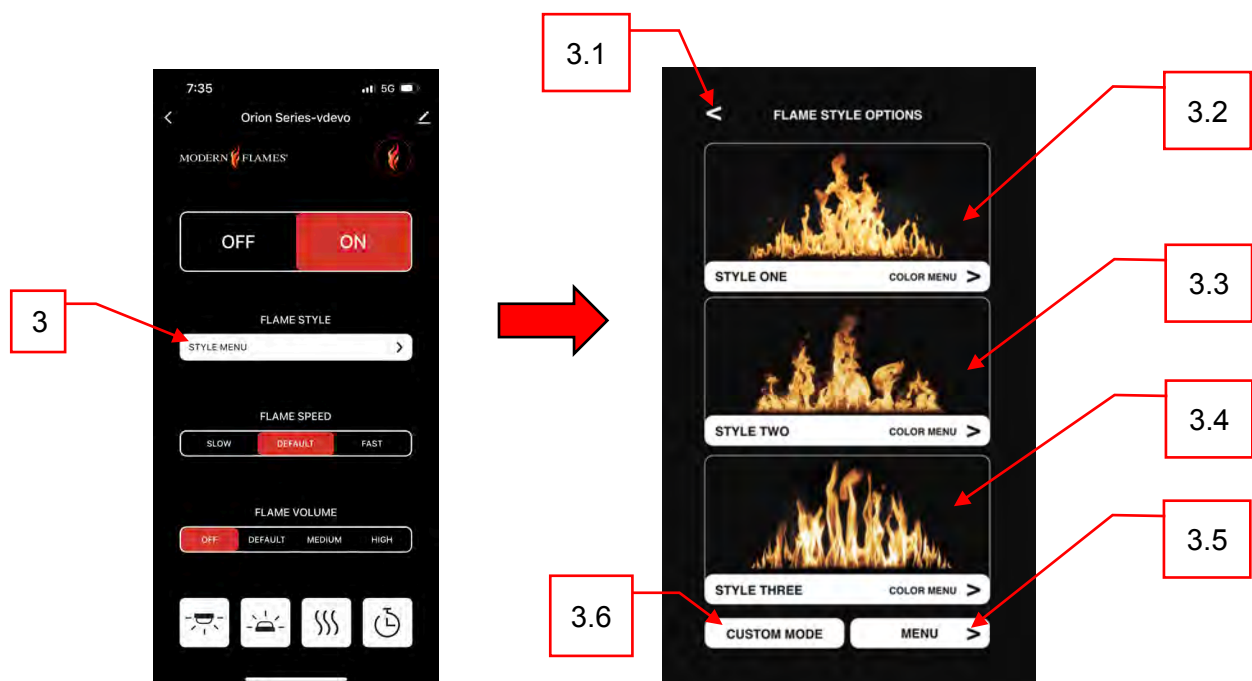 3
7:35
5G
Orion Series-vdevo
MODERN FLAMES
OFF
ON
FLAME STYLE
STYLE MENU
FLAME SPEED
SLOW
DEFAULT
FAST
FLAME VOLUME
OFF
DEFAULT
MEDIUM
HIGH
3.1
3.2
3.3
3.4
3.5
3.6
< FLAME STYLE OPTIONS
STYLE ONE COLOR MENU >
STYLE TWO COLOR MENU >
STYLE THREE COLOR MENU >
CUSTOM MODE
MENU >